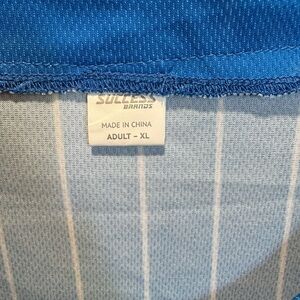 SUCCESS
BRANDS
MADE IN CHINA
ADULT - XL